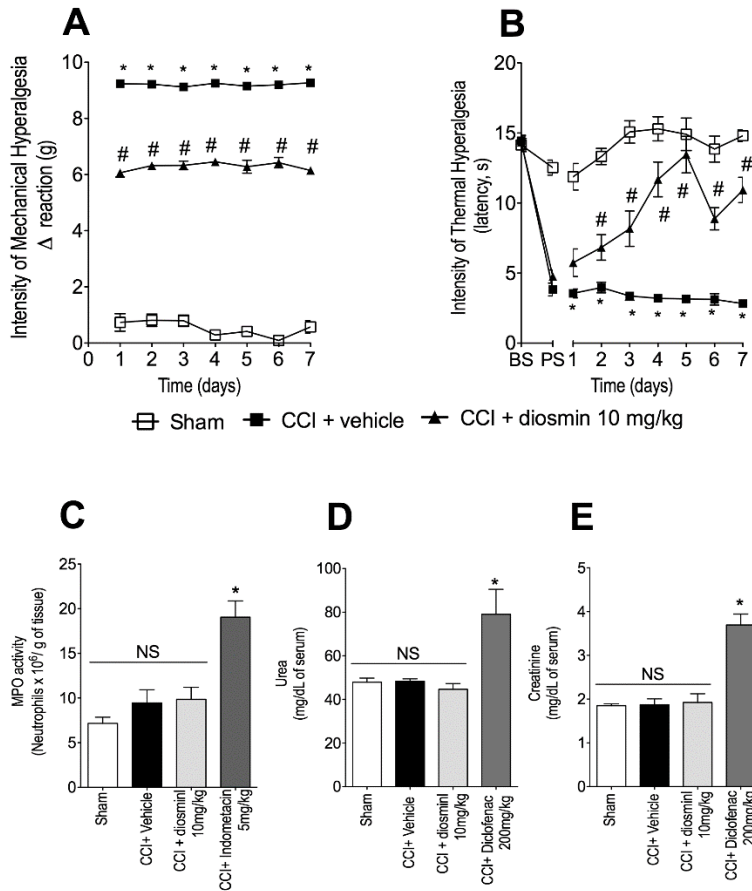 A
Intensity of Mechanical Hyperalgesia
Δ reaction (g)
10
8
6
4
2
0
* * * * * * *
# # # # # # #
0 1 2 3 4 5 6 7
Time (days)
B
Intensity of Thermal Hyperalgesia
(latency, s)
20
15
10
5
0
# # # # # #
* * * * * * *
BS PS 1 2 3 4 5 6 7
Time (days)
Sham CCI + vehicle CCI + diosmin 10 mg/kg
C
MPO activity
(Neutrophils x 10⁶/ g of tissue)
25
20
15
10
5
0
NS
*
Sham
CCI+ Vehicle
CCI + diosminl
10mg/kg
CCI+ Indometacin
5mg/kg
D
Urea
(mg/dL of serum)
100
80
60
40
20
0
NS
*
Sham
CCI+ Vehicle
CCI + diosminl
10mg/kg
CCI+ Diclofenac
200mg/kg
E
Creatinine
(mg/dL of serum)
5
4
3
2
1
0
NS
*
Sham
CCI+ Vehicle
CCI + diosminl
10mg/kg
CCI+ Diclofenac
200mg/kg